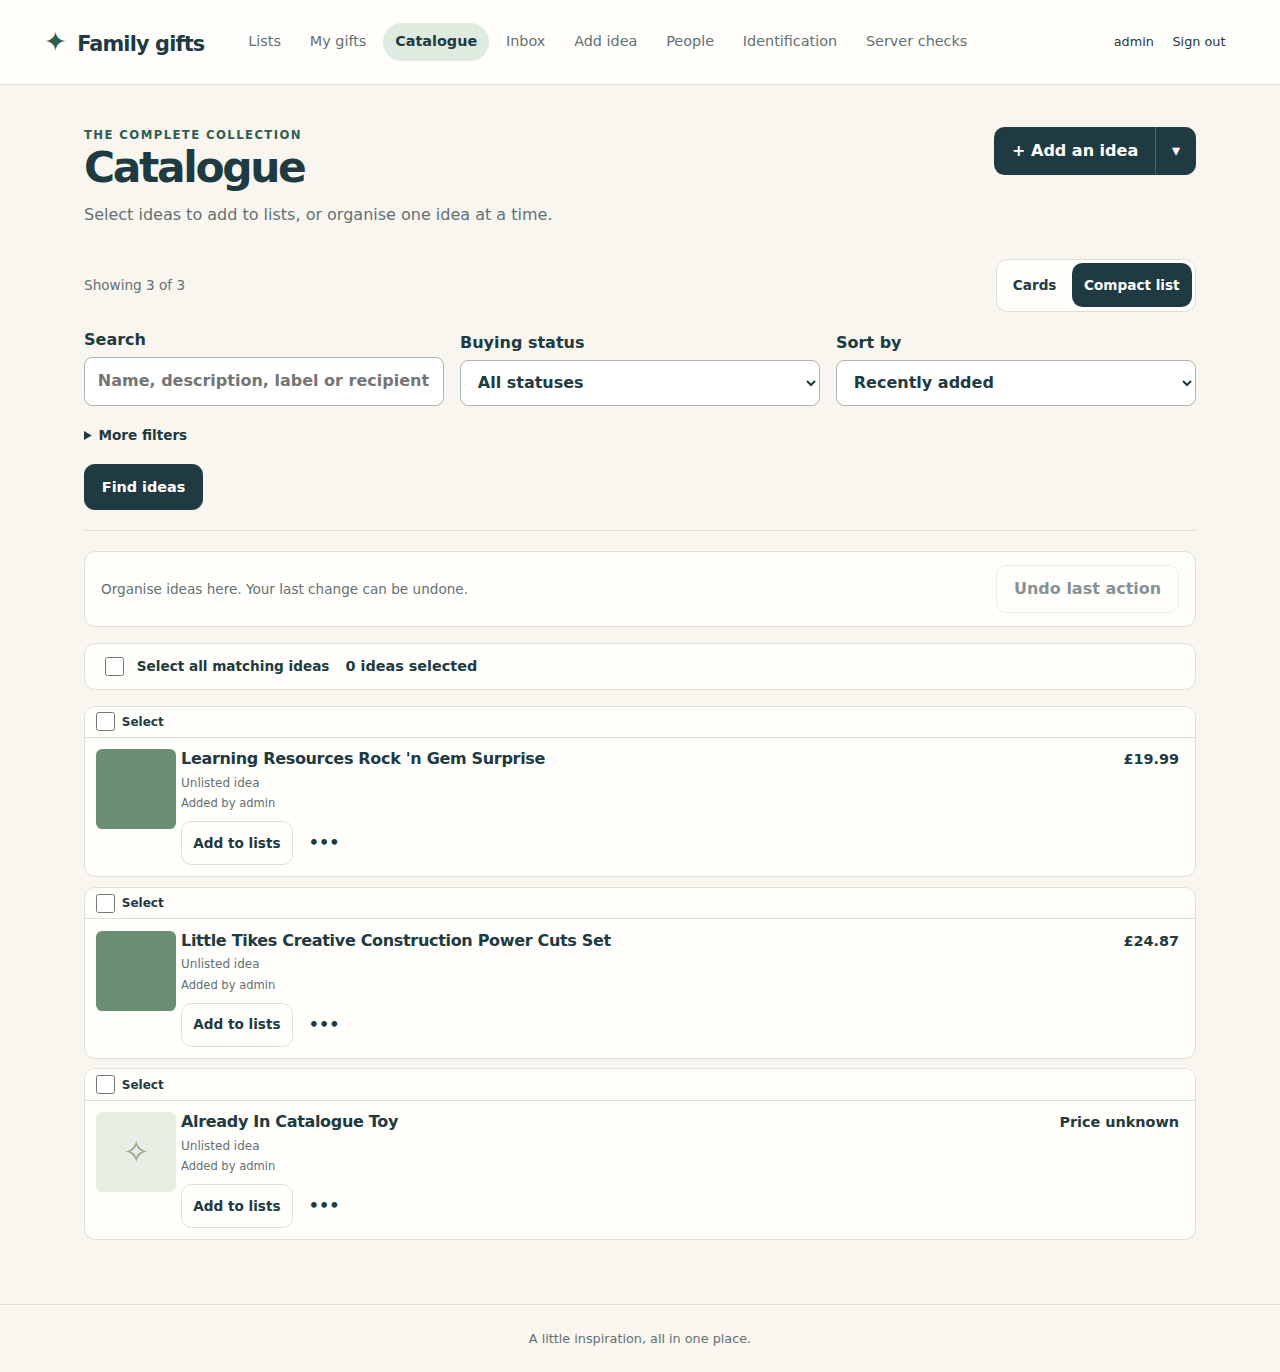 ✦ Family gifts
Lists My gifts Catalogue Inbox Add idea People Identification Server checks
admin Sign out
THE COMPLETE COLLECTION
Catalogue
+ Add an idea ▾
Select ideas to add to lists, or organise one idea at a time.
Showing 3 of 3
Cards Compact list
Search
Buying status
Sort by
Name, description, label or recipient
All statuses
Recently added
More filters
Find ideas
Organise ideas here. Your last change can be undone.
Undo last action
Select all matching ideas 0 ideas selected
Select
Learning Resources Rock 'n Gem Surprise
£19.99
Unlisted idea
Added by admin
Add to lists •••
Select
Little Tikes Creative Construction Power Cuts Set
£24.87
Unlisted idea
Added by admin
Add to lists •••
Select
Already In Catalogue Toy
Price unknown
Unlisted idea
Added by admin
Add to lists •••
A little inspiration, all in one place.